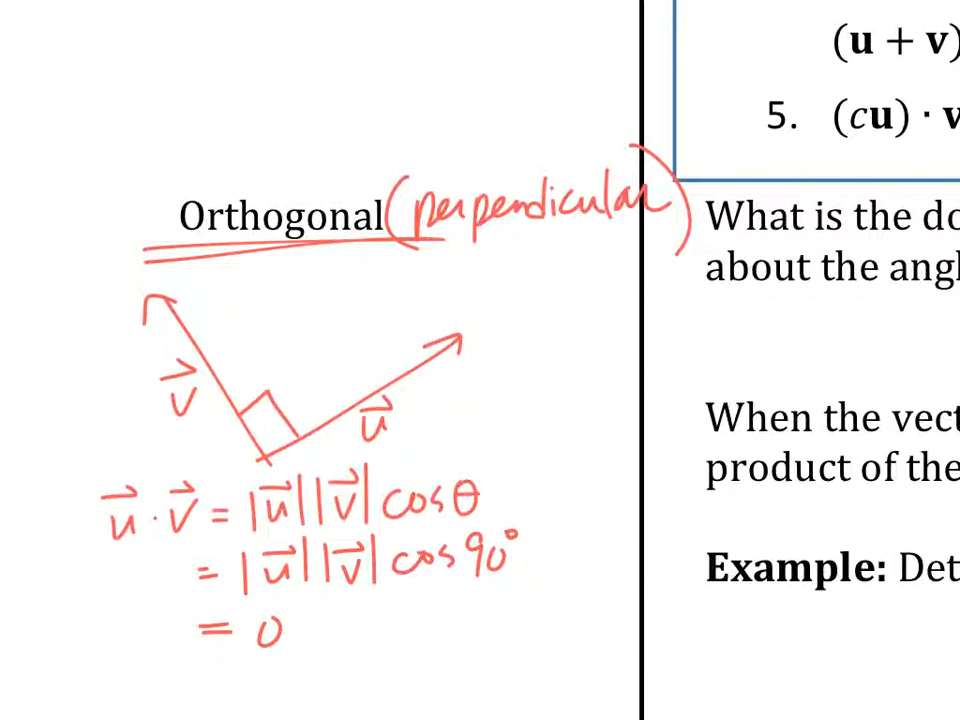 Orthogonal (perpendicular)
v⃗
u⃗
u⃗ · v⃗ = |u⃗||v⃗| cos θ
= |u⃗||v⃗| cos 90°
= 0
(u + v)
5. (cu) · v
What is the do
about the angl
When the vect
product of the
Example: Det